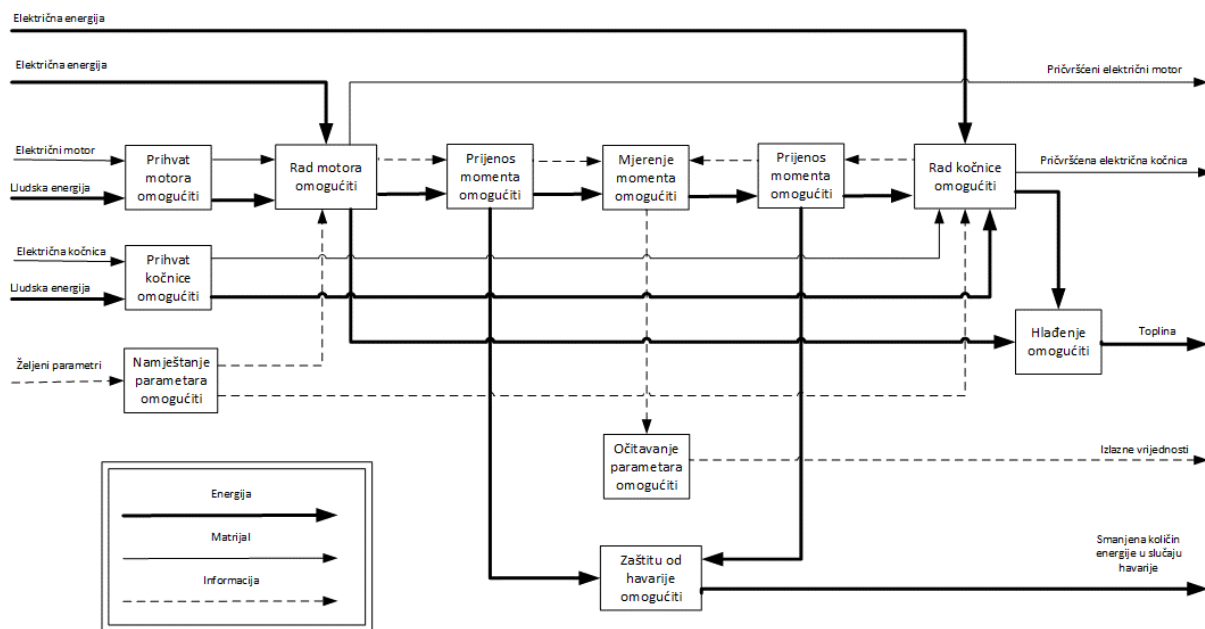 Električna energija
Električna energija
Pričvršćeni električni motor
Električni motor
Ljudska energija
Prihvat
motora
omogućiti
Rad motora
omogućiti
Prijenos
momenta
omogućiti
Mjerenje
momenta
omogućiti
Prijenos
momenta
omogućiti
Rad kočnice
omogućiti
Pričvršćena električna kočnica
Električna kočnica
Ljudska energija
Prihvat
kočnice
omogućiti
Hlađenje
omogućiti
Toplina
Željeni parametri
Namještanje
parametara
omogućiti
Očitavanje
parametara
omogućiti
Izlazne vrijednosti
Energija
Matrijal
Informacija
Zaštitu od
havarije
omogućiti
Smanjena količin
energije u slučaju
havarije